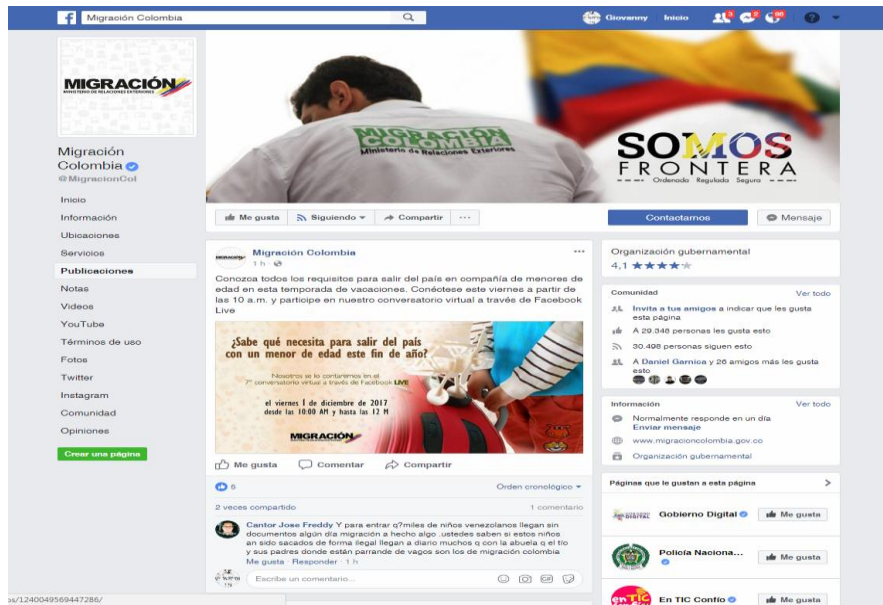 Migración Colombia
Giovanny Inicio
3
2
96
MIGRACIÓN
MINISTERIO DE RELACIONES EXTERIORES
Migración
Colombia
@MigracionCol
Inicio
Información
Ubicaciones
Servicios
Publicaciones
Notas
Videos
YouTube
Términos de uso
Fotos
Twitter
Instagram
Comunidad
Opiniones
Crear una página
MIGRACIÓN
COLOMBIA
Ministerio de Relaciones Exteriores
SOMOS
FRONTERA
Ordenada Regulada Segura
Me gusta Siguiendo Compartir ...
Contactarnos Mensaje
Migración Colombia
1 h ·
Conozca todos los requisitos para salir del país en compañía de menores de
edad en esta temporada de vacaciones. Conéctese este viernes a partir de
las 10 a.m. y participe en nuestro conversatorio virtual a través de Facebook
Live
¿Sabe qué necesita para salir del país
con un menor de edad este fin de año?
Nosotros se lo contaremos en el
7° conversatorio virtual a través de Facebook LIVE
el viernes 1 de diciembre de 2017
desde las 10:00 AM y hasta las 12 M
MIGRACIÓN
Me gusta Comentar Compartir
5
Orden cronológico
2 veces compartido
1 comentario
Cantor Jose Freddy Y para entrar q?miles de niños venezolanos llegan sin
documentos algún día migración a hecho algo .ustedes saben si estos niños
an sido sacados de forma ilegal llegan a diario muchos q con la abuela q el tío
y sus padres donde están parrande de vagos son los de migración colombia
Me gusta · Responder · 1 h
Escribe un comentario...
GIF
Organización gubernamental
4,1
Comunidad Ver todo
Invita a tus amigos a indicar que les gusta
esta página
A 29.348 personas les gusta esto
30.498 personas siguen esto
A Daniel Garnica y 26 amigos más les gusta
esto
Información Ver todo
Normalmente responde en un día
Enviar mensaje
www.migracioncolombia.gov.co
Organización gubernamental
Páginas que le gustan a esta página
Gobierno Digital Me gusta
Policía Naciona... Me gusta
en TIC
En TIC Confío Me gusta
os/1240049569447286/